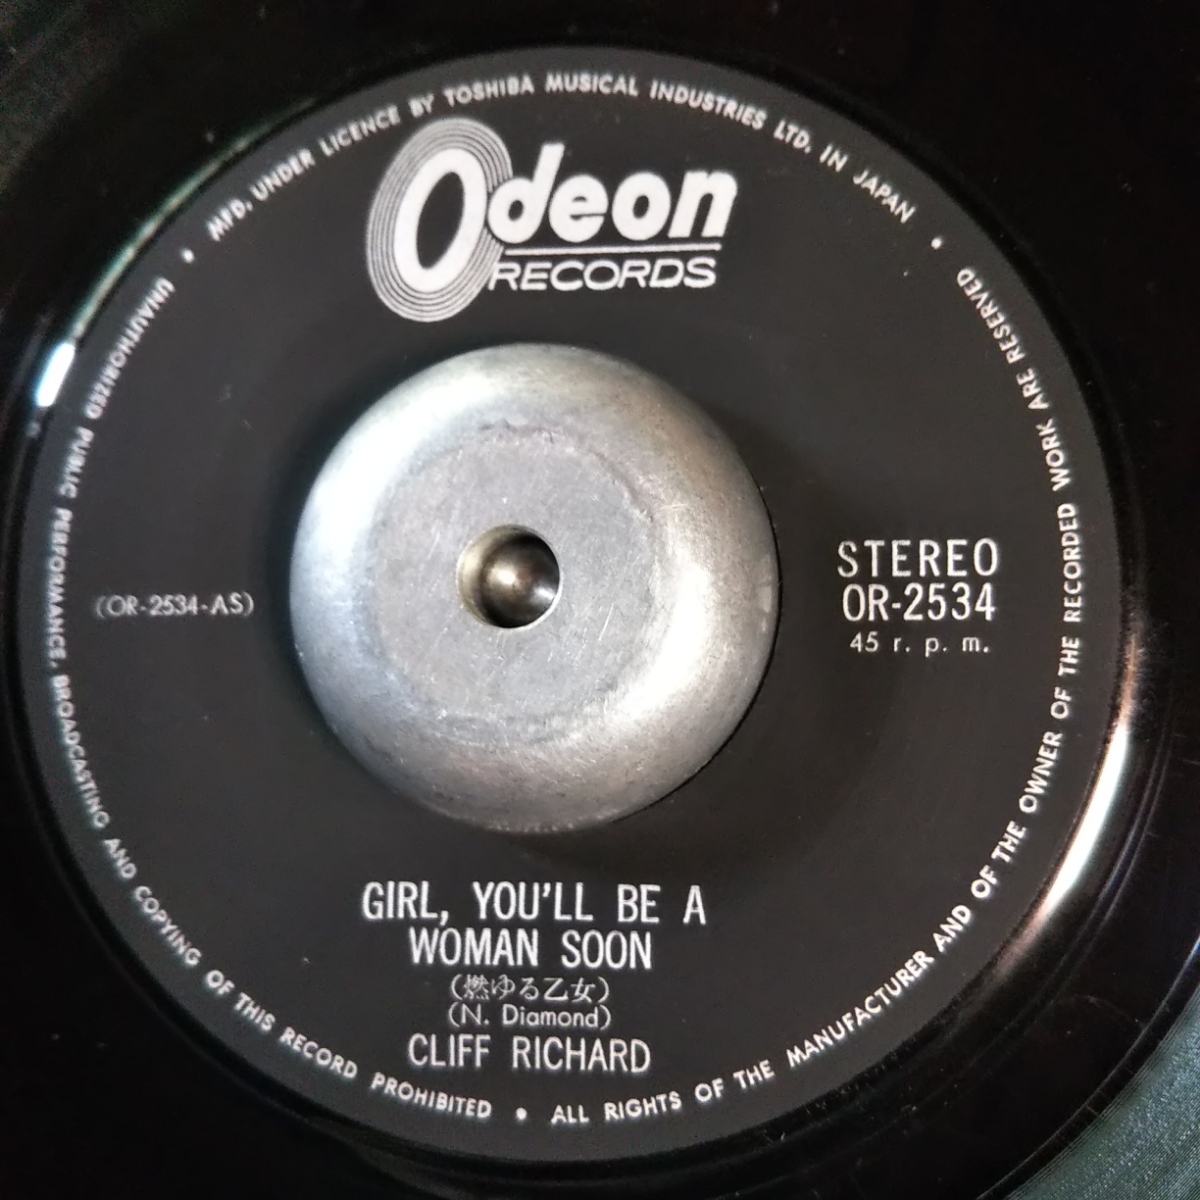 MFD, UNDER LICENCE BY TOSHIBA MUSICAL INDUSTRIES LTD. IN JAPAN •
Odeon
RECORDS
(OR-2534-AS)
STEREO
OR-2534
45 r. p. m.
GIRL, YOU'LL BE A
WOMAN SOON
(燃ゆる乙女)
(N. Diamond)
CLIFF RICHARD
• UNAUTHORIZED PUBLIC PERFORMANCE, BROADCASTING AND COPYING OF THIS RECORD PROHIBITED • ALL RIGHTS OF THE MANUFACTURER AND OF THE OWNER OF THE RECORDED WORK ARE RESERVED